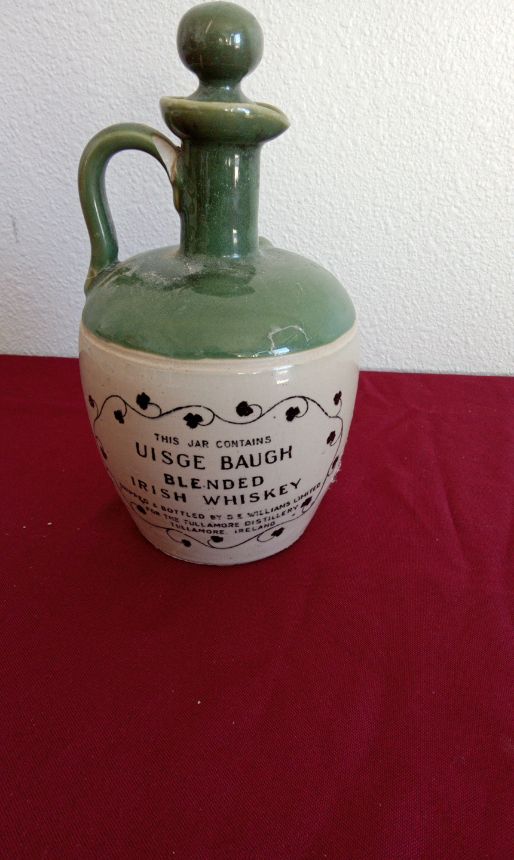 THIS JAR CONTAINS
UISGE BAUGH
BLENDED
IRISH WHISKEY
& BOTTLED BY D E WILLIAMS LIMITED
FOR THE TULLAMORE DISTILLERY
TULLAMORE, IRELAND